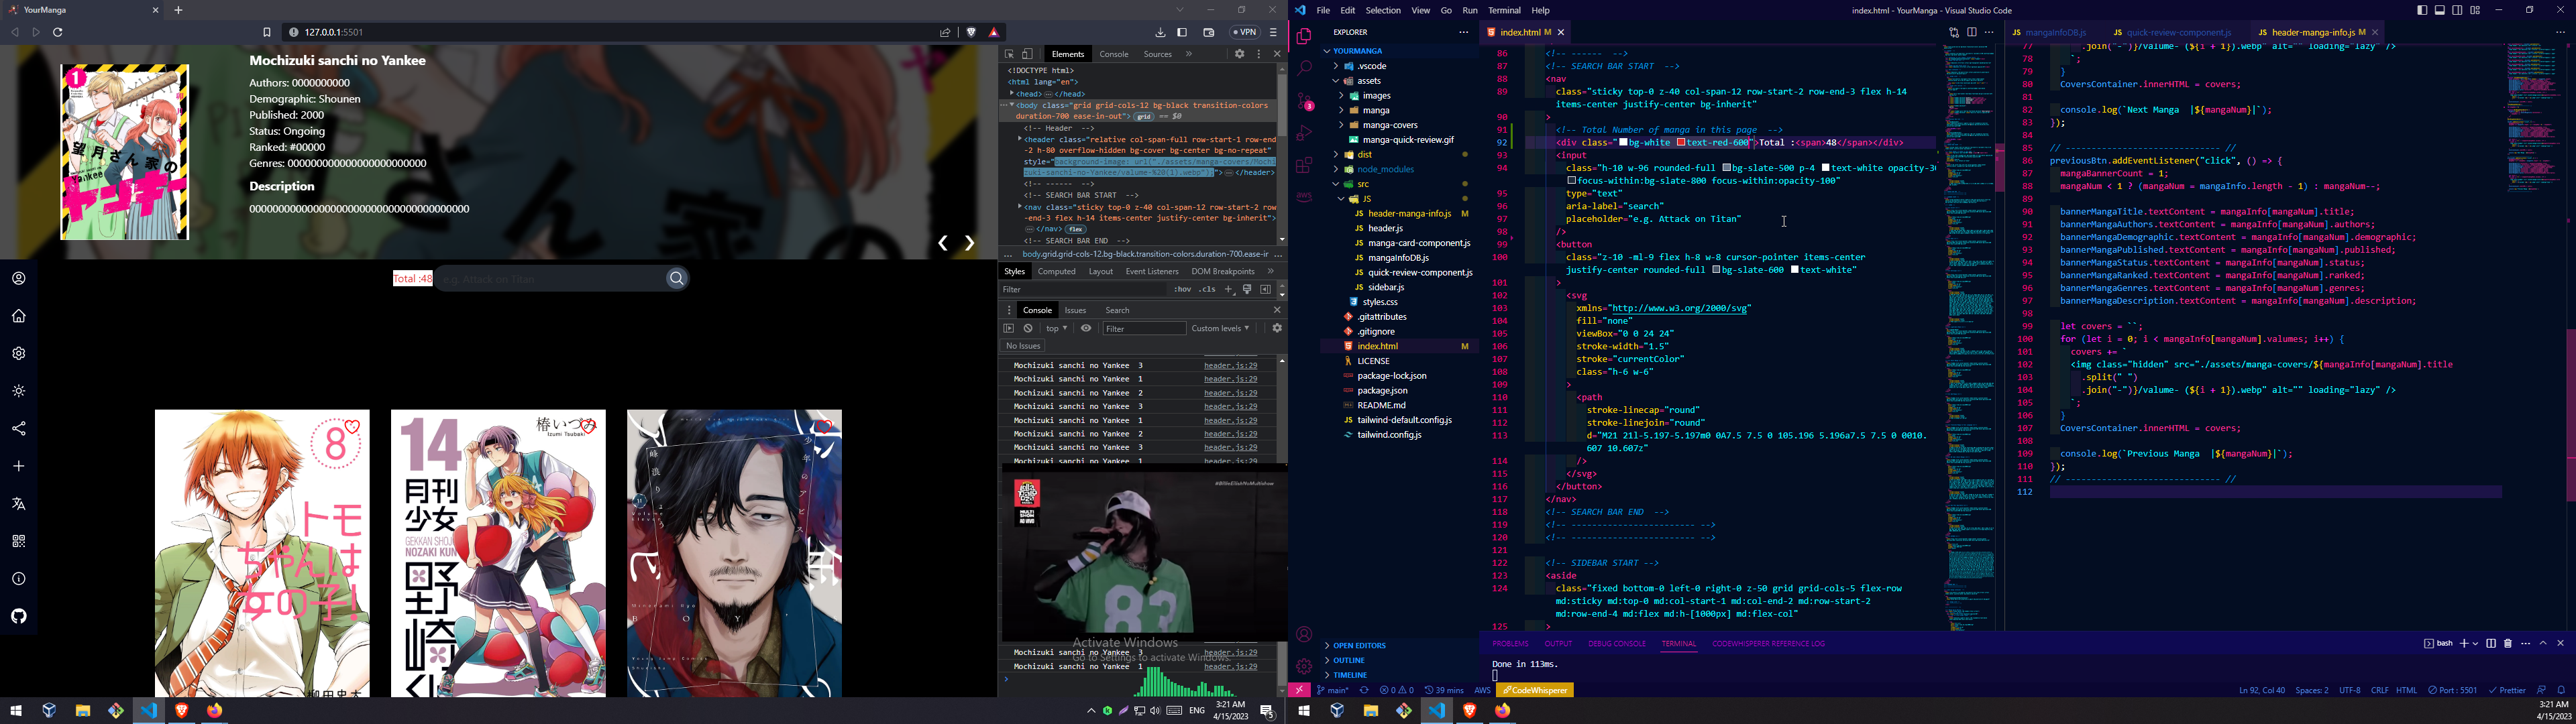 YourManga
127.0.0.1:5501
VPN
Mochizuki sanchi no Yankee
Authors: 0000000000
Demographic: Shounen
Published: 2000
Status: Ongoing
Ranked: #00000
Genres: 000000000000000000000000
Description
Total :48
e.g. Attack on Titan
Elements
Console
Sources
<!DOCTYPE html>
<html lang="en">
<head> </head>
<body class="grid grid-cols-12 bg-black transition-colors
duration-700 ease-in-out"> grid == $0
<!-- Header -->
<header class="relative col-span-full row-start-1 row-end
-2 h-80 overflow-hidden bg-cover bg-center bg-no-repeat"
style="background-image: url("./assets/manga-covers/Mochi
zuki-sanchi-no-Yankee/volume-%20(1).webp");"> </header>
<!-- ------ -->
<!-- SEARCH BAR START -->
<nav class="sticky top-0 z-40 col-span-12 row-start-2 row
-end-3 flex h-14 items-center justify-center bg-inherit">
</nav> flex
<!-- SEARCH BAR END -->
body.grid.grid-cols-12.bg-black.transition-colors.duration-700.ease-ir
Styles
Computed
Layout
Event Listeners
DOM Breakpoints
Filter
:hov .cls
Console
Issues
Search
top
Filter
Custom levels
No Issues
Mochizuki sanchi no Yankee 3 header.js:29
Mochizuki sanchi no Yankee 1 header.js:29
Mochizuki sanchi no Yankee 2 header.js:29
Mochizuki sanchi no Yankee 3 header.js:29
Mochizuki sanchi no Yankee 1 header.js:29
Mochizuki sanchi no Yankee 2 header.js:29
Mochizuki sanchi no Yankee 3 header.js:29
Mochizuki sanchi no Yankee 1 header.js:29
83
Activate Windows
Go to Settings to activate Windows.
Mochizuki sanchi no Yankee 3 header.js:29
Mochizuki sanchi no Yankee 1 header.js:29
1
望月さん家の
ヤンキー
8
トモ
ちゃんは
女の子!
柳田史太
14
椿いづみ
Izumi Tsubaki
月刊
少女
GEKKAN SHOJO
NOZAKI KUN
野崎くん
ENG
3:21 AM
4/15/2023
File Edit Selection View Go Run Terminal Help
index.html - YourManga - Visual Studio Code
EXPLORER
YOURMANGA
.vscode
assets
images
manga
manga-covers
manga-quick-review.gif
dist
node_modules
src
JS
header-manga-info.js M
header.js
manga-card-component.js
mangaInfoDB.js
quick-review-component.js
sidebar.js
styles.css
.gitattributes
.gitignore
index.html M
LICENSE
package-lock.json
package.json
README.md
tailwind-default.config.js
tailwind.config.js
OPEN EDITORS
OUTLINE
TIMELINE
index.html M
86 <!-- ------ -->
87 <!-- SEARCH BAR START -->
88 <nav
89 class="sticky top-0 z-40 col-span-12 row-start-2 row-end-3 flex h-14
items-center justify-center bg-inherit"
90 >
91 <!-- Total Number of manga in this page -->
92 <div class="bg-white text-red-600">Total :<span>48</span></div>
93 <input
94 class="h-10 w-96 rounded-full bg-slate-500 p-4 text-white opacity-30
focus-within:bg-slate-800 focus-within:opacity-100"
95 type="text"
96 aria-label="search"
97 placeholder="e.g. Attack on Titan"
98 />
99 <button
100 class="z-10 -ml-9 flex h-8 w-8 cursor-pointer items-center
justify-center rounded-full bg-slate-600 text-white"
101 >
102 <svg
103 xmlns="http://www.w3.org/2000/svg"
104 fill="none"
105 viewBox="0 0 24 24"
106 stroke-width="1.5"
107 stroke="currentColor"
108 class="h-6 w-6"
109 >
110 <path
111 stroke-linecap="round"
112 stroke-linejoin="round"
113 d="M21 21l-5.197-5.197m0 0A7.5 7.5 0 105.196 5.196a7.5 7.5 0 0010.
607 10.607z"
114 />
115 </svg>
116 </button>
117 </nav>
118 <!-- SEARCH BAR END -->
119 <!-- ------------------------ -->
120 <!-- ------------------------ -->
121
122 <!-- SIDEBAR START -->
123 <aside
124 class="fixed bottom-0 left-0 right-0 z-50 grid grid-cols-5 flex-row
md:sticky md:top-0 md:col-start-1 md:col-end-2 md:row-start-2
md:row-end-4 md:flex md:h-[1000px] md:flex-col"
125 >
mangaInfoDB.js
quick-review-component.js
header-manga-info.js M
77 .join("-")}/volume- (${i + 1}).webp" alt="" loading="lazy" />
78 `;
79 }
80 CoversContainer.innerHTML = covers;
81
82 console.log(`Next Manga |${mangaNum}|`);
83 });
84
85 // ------------------------------ //
86 previousBtn.addEventListener("click", () => {
87 mangaBannerCount = 1;
88 mangaNum < 1 ? (mangaNum = mangaInfo.length - 1) : mangaNum--;
89
90 bannerMangaTitle.textContent = mangaInfo[mangaNum].title;
91 bannerMangaAuthors.textContent = mangaInfo[mangaNum].authors;
92 bannerMangaDemographic.textContent = mangaInfo[mangaNum].demographic;
93 bannerMangaPublished.textContent = mangaInfo[mangaNum].published;
94 bannerMangaStatus.textContent = mangaInfo[mangaNum].status;
95 bannerMangaRanked.textContent = mangaInfo[mangaNum].ranked;
96 bannerMangaGenres.textContent = mangaInfo[mangaNum].genres;
97 bannerMangaDescription.textContent = mangaInfo[mangaNum].description;
98
99 let covers = ``;
100 for (let i = 0; i < mangaInfo[mangaNum].valumes; i++) {
101 covers += `
102 <img class="hidden" src="./assets/manga-covers/${mangaInfo[mangaNum].title
103 .split(" ")
104 .join("-")}/volume- (${i + 1}).webp" alt="" loading="lazy" />
105 `;
106 }
107 CoversContainer.innerHTML = covers;
108
109 console.log(`Previous Manga |${mangaNum}|`);
110 });
111 // ------------------------------ //
112
PROBLEMS OUTPUT DEBUG CONSOLE TERMINAL CODEWHISPERER REFERENCE LOG
bash
Done in 113ms.
main* 0 0 39 mins AWS CodeWhisperer
Ln 92, Col 40 Spaces: 2 UTF-8 CRLF HTML Port : 5501 Prettier
3:21 AM
4/15/2023